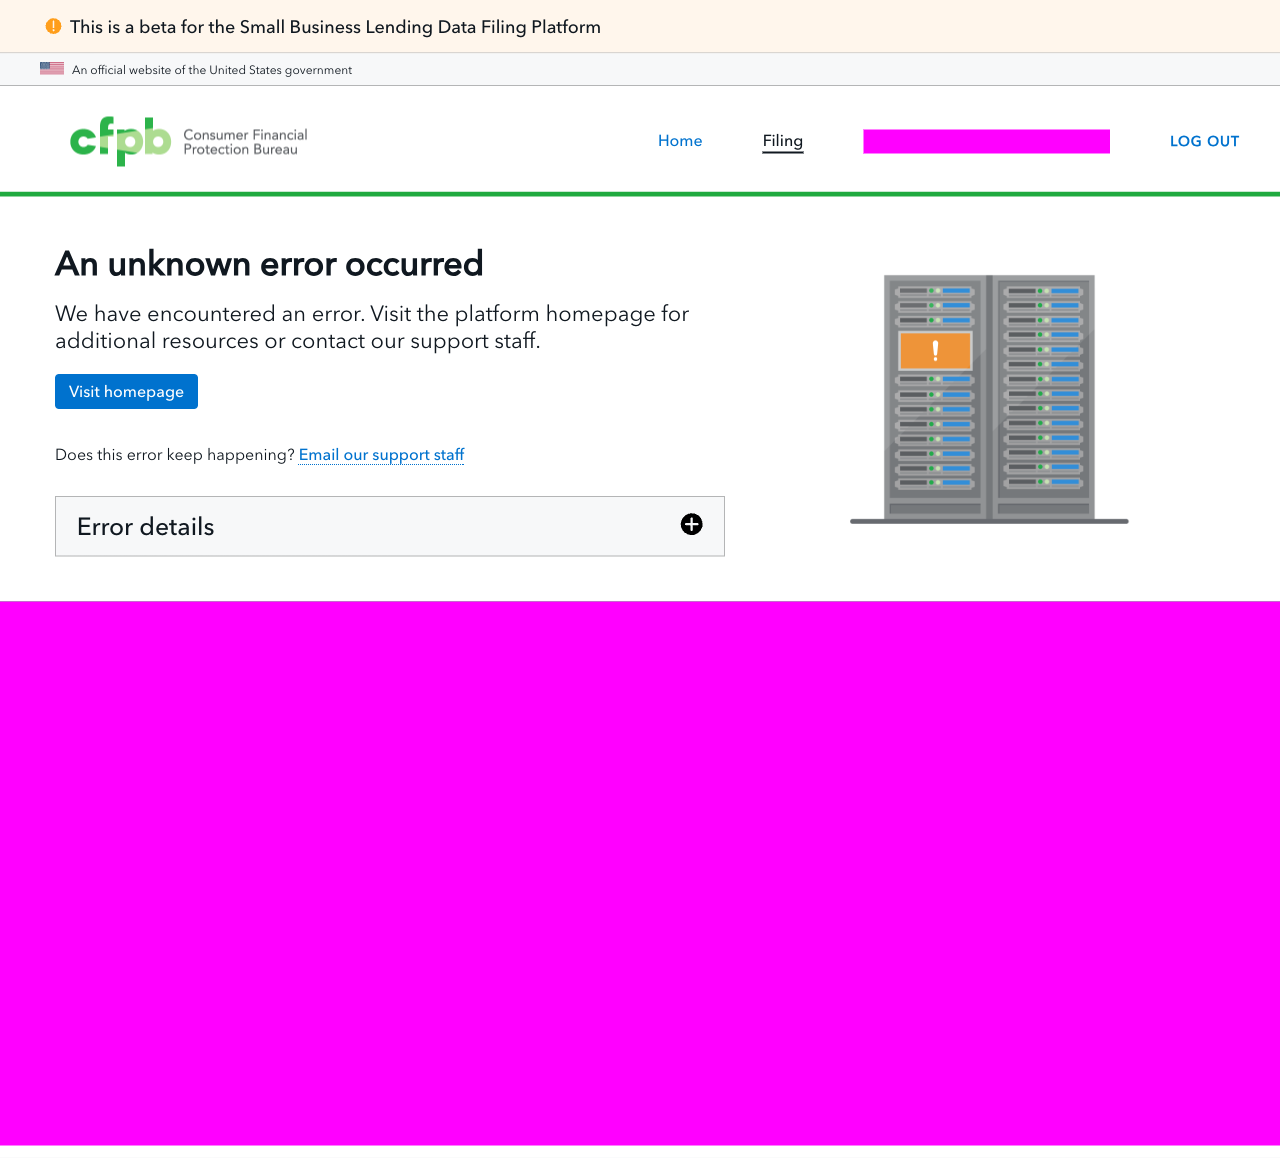 This is a beta for the Small Business Lending Data Filing Platform
An official website of the United States government
cfpb Consumer Financial
Protection Bureau
Home
Filing
LOG OUT
An unknown error occurred
We have encountered an error. Visit the platform homepage for
additional resources or contact our support staff.
Visit homepage
Does this error keep happening? Email our support staff
Error details